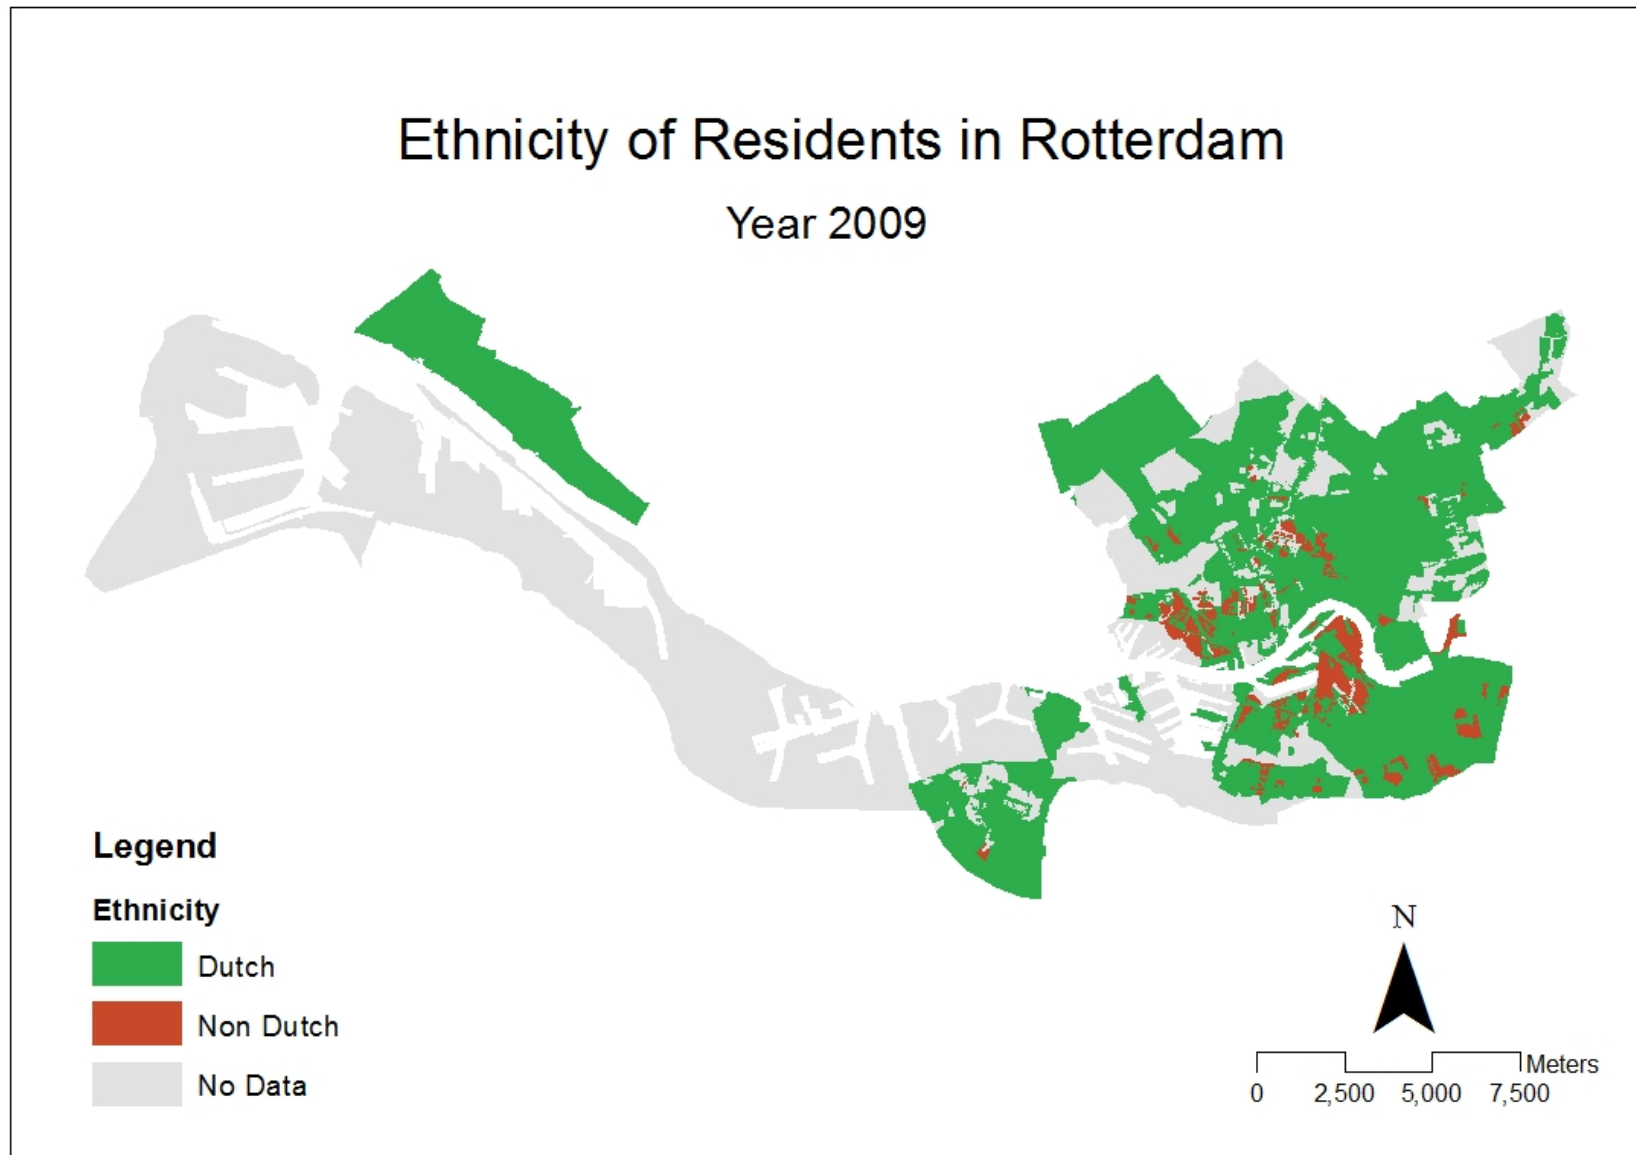 Ethnicity of Residents in Rotterdam
Year 2009
Legend
Ethnicity
Dutch
Non Dutch
No Data
N
Meters
0 2,500 5,000 7,500